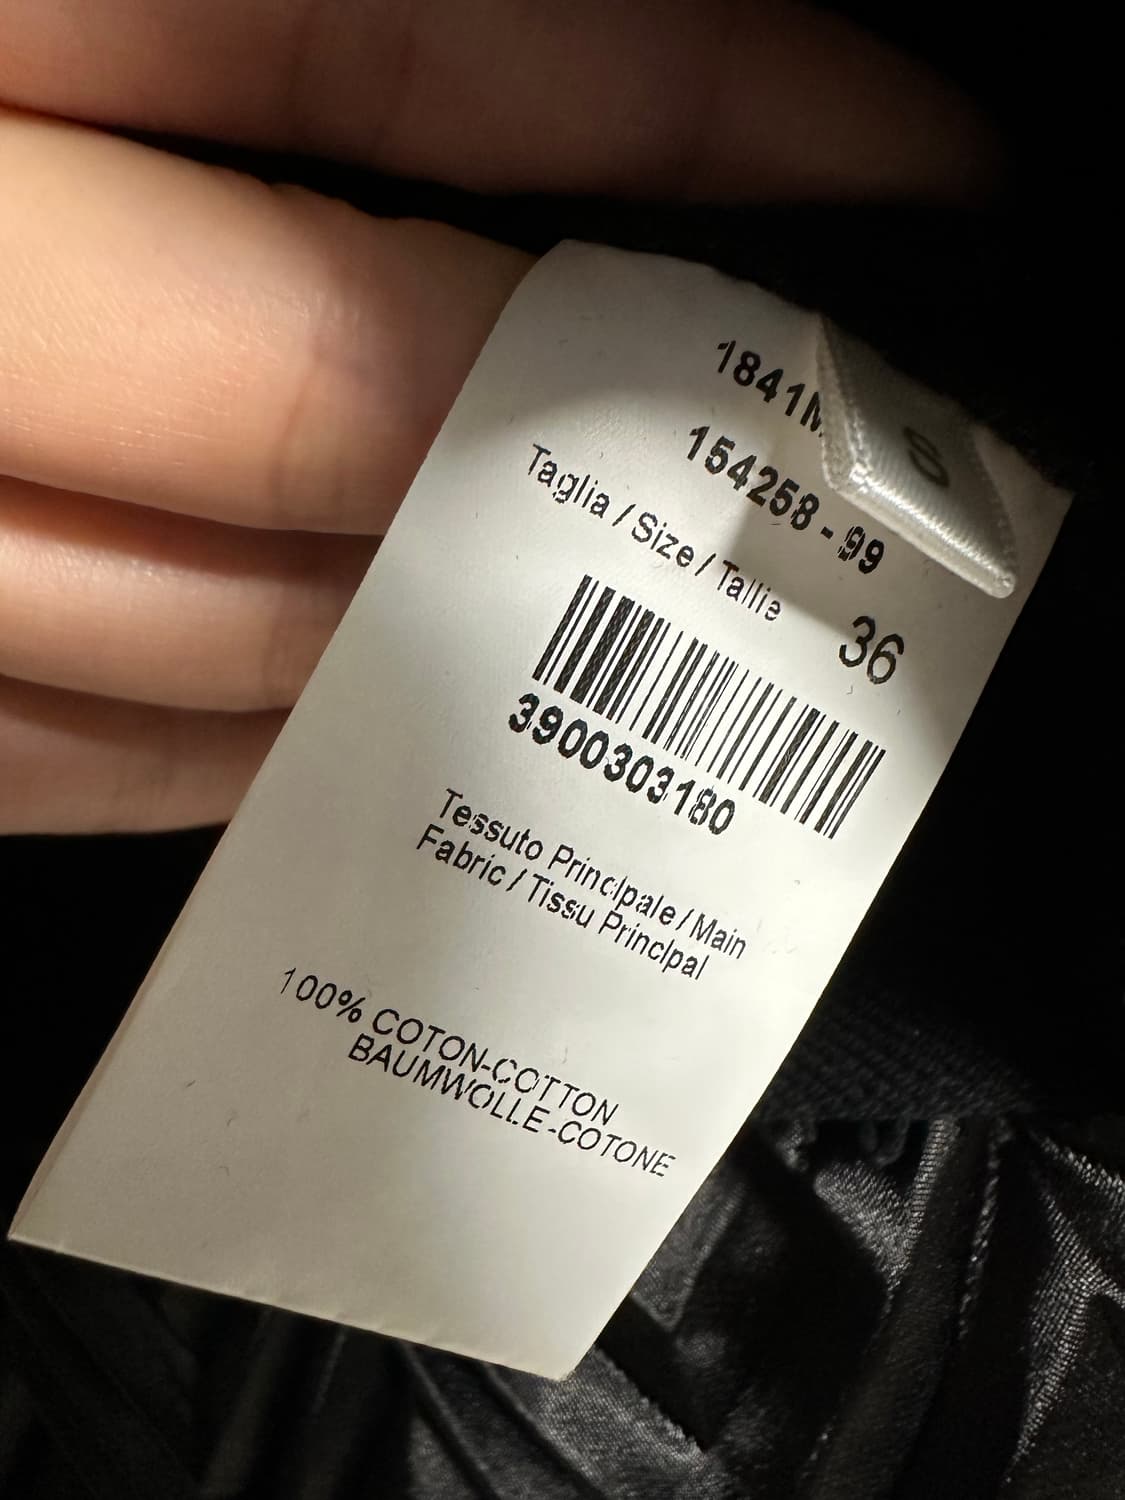 1841M
S
154258-99
Taglia / Size / Tallie
36
3900303180
Tessuto Principale / Main
Fabric / Tissu Principal
100% COTON-COTTON
BAUMWOLLE-COTONE